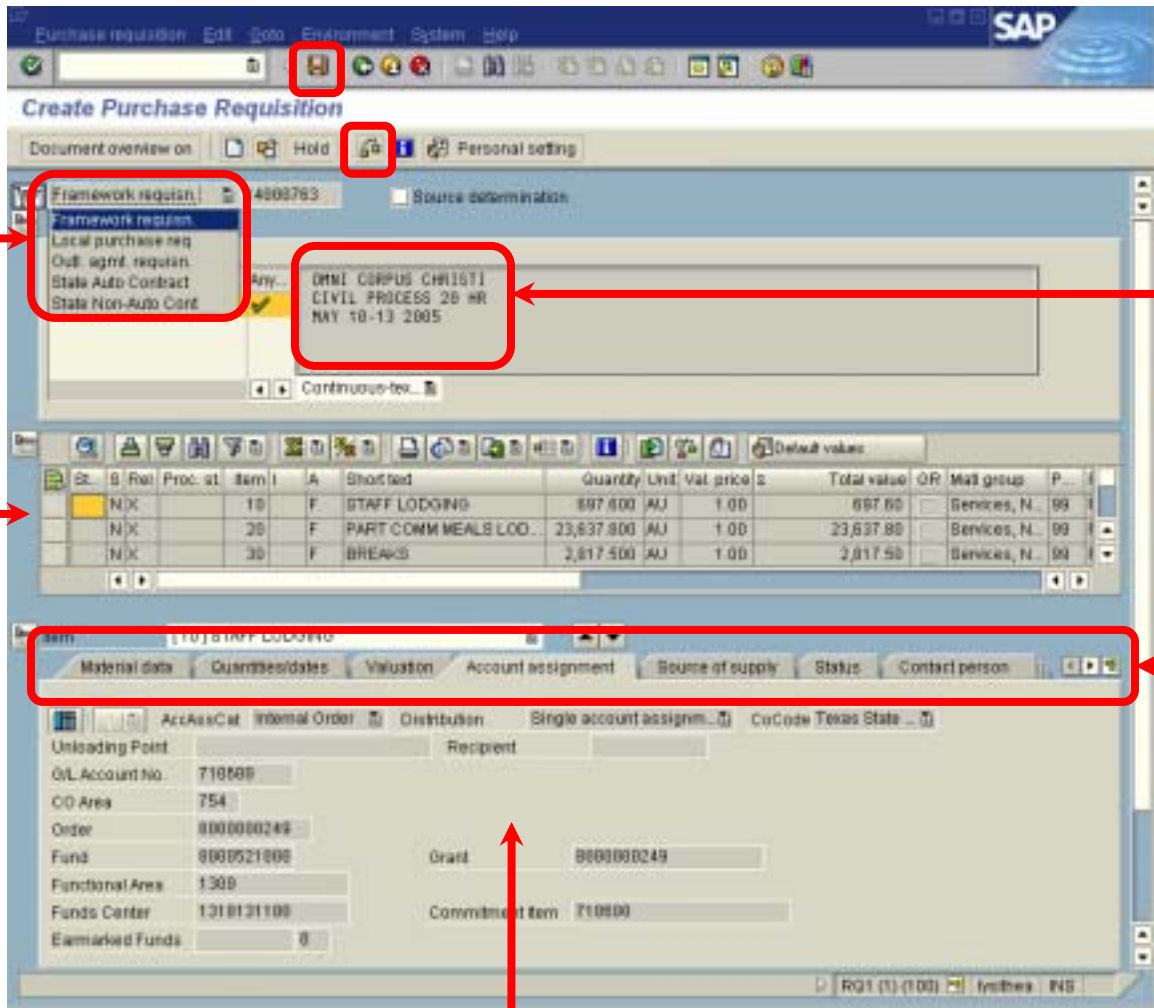 Purchase requisition Edit Goto Environment System Help
SAP
Create Purchase Requisition
Document overview on Hold Personal setting
Framework requisn. Source determination
Framework requisn.
Local purchase req
Outl. agmt. requisn.
State Auto Contract
State Non-Auto Cont
Any...
OMNI CORPUS CHRISTI
CIVIL PROCESS 20 HR
MAY 10-13 2005
Continuous-tex...
Default values
St. S Rel Proc. st. Item I A Short text Quantity Unit Val. price Σ Total value OR Matl group P...
N X 10 F STAFF LODGING 697.600 AU 1.00 697.60 Services, N... 99
N X 20 F PART COMM MEALS LOD... 23,637.800 AU 1.00 23,637.80 Services, N... 99
N X 30 F BREAKS 2,817.500 AU 1.00 2,817.50 Services, N... 99
Item [10] STAFF LODGING
Material data Quantities/dates Valuation Account assignment Source of supply Status Contact person
AccAssCat Internal Order Distribution Single account assignm... CoCode Texas State ...
Unloading Point Recipient
G/L Account No.
CO Area 754
Order 8000000249
Fund Grant 8000000249
Functional Area
Funds Center Commitment item
Earmarked Funds 0
RQ1 (1) (100) INS